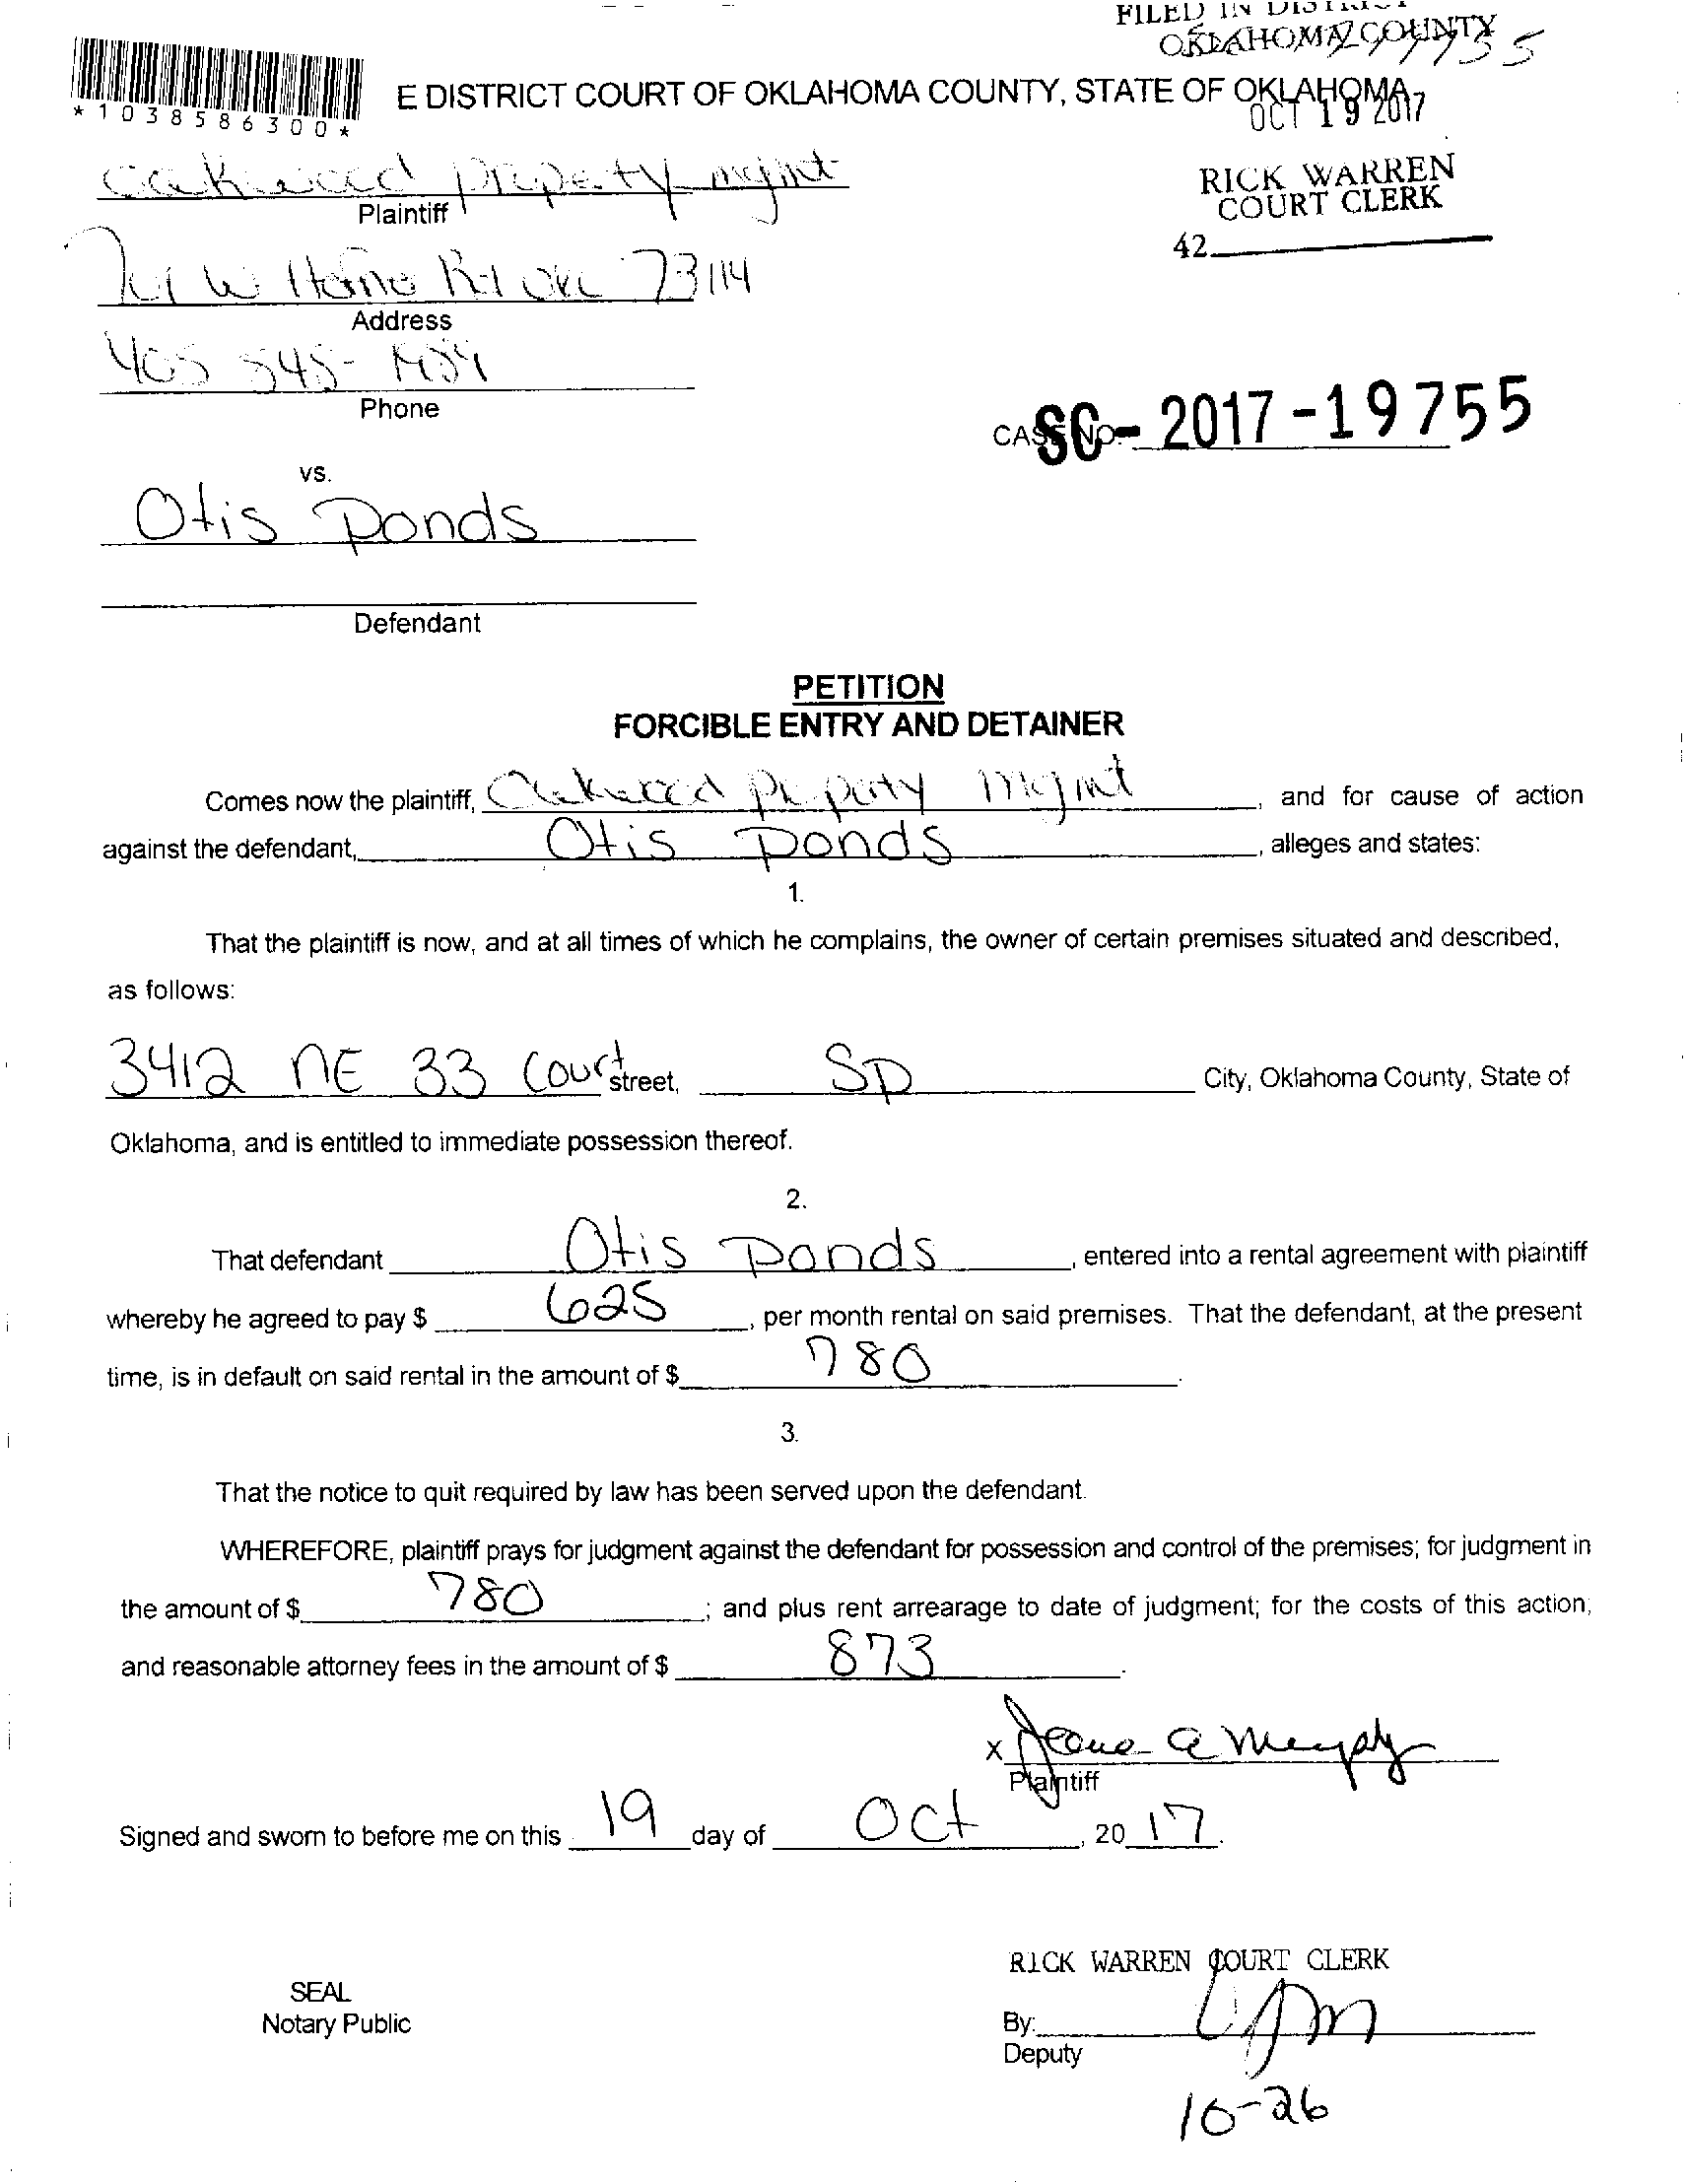 FILED IN DISTRICT
OKLAHOMA COUNTY
*1038586300*
E DISTRICT COURT OF OKLAHOMA COUNTY, STATE OF OKLAHOMA
OCT 19 2017
RICK WARREN
COURT CLERK
42
Oakwood Property mgmt
Plaintiff
W Hefner Rd OKC 73114
Address
405
Phone
CASE NO.
SC-2017-19755
vs.
Otis Ponds
Defendant
PETITION
FORCIBLE ENTRY AND DETAINER
Comes now the plaintiff, Oakwood Property Mgmt, and for cause of action
against the defendant, Otis Ponds, alleges and states:
1.
That the plaintiff is now, and at all times of which he complains, the owner of certain premises situated and described,
as follows:
3412 NE 33 Court street, SP City, Oklahoma County, State of
Oklahoma, and is entitled to immediate possession thereof.
2.
That defendant Otis Ponds, entered into a rental agreement with plaintiff
whereby he agreed to pay $ 625, per month rental on said premises. That the defendant, at the present
time, is in default on said rental in the amount of $ 780.
3.
That the notice to quit required by law has been served upon the defendant.
WHEREFORE, plaintiff prays for judgment against the defendant for possession and control of the premises; for judgment in
the amount of $ 780; and plus rent arrearage to date of judgment; for the costs of this action;
and reasonable attorney fees in the amount of $ 873.
x Jeana a Murphy
Plaintiff
Signed and sworn to before me on this 19 day of Oct, 20 17.
RICK WARREN COURT CLERK
SEAL
Notary Public
By:
Deputy
10-26